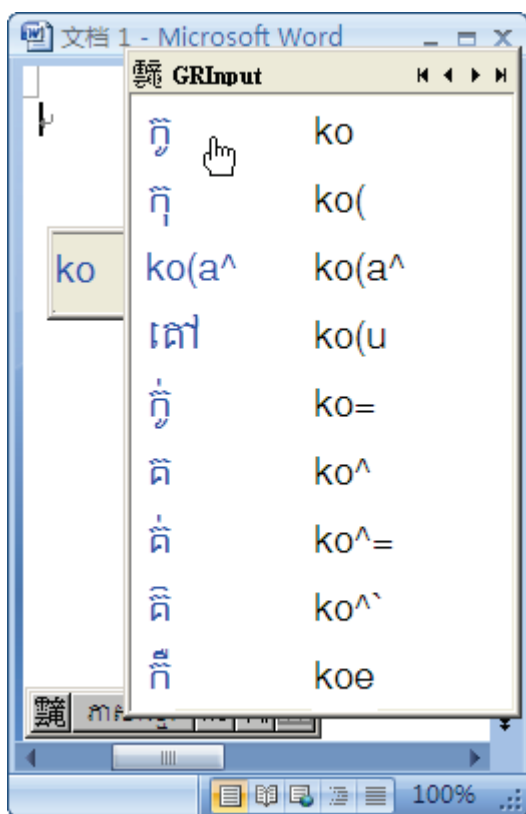 文档 1 - Microsoft Word
GRInput
ko
ក៊ូ ko
ក៊ុ ko(
ko(a^ ko(a^
គៅ ko(u
ក៊ូ់ ko=
គ ko^
គ់ ko^=
គ៊ ko^`
ក៊ឺ koe
100%